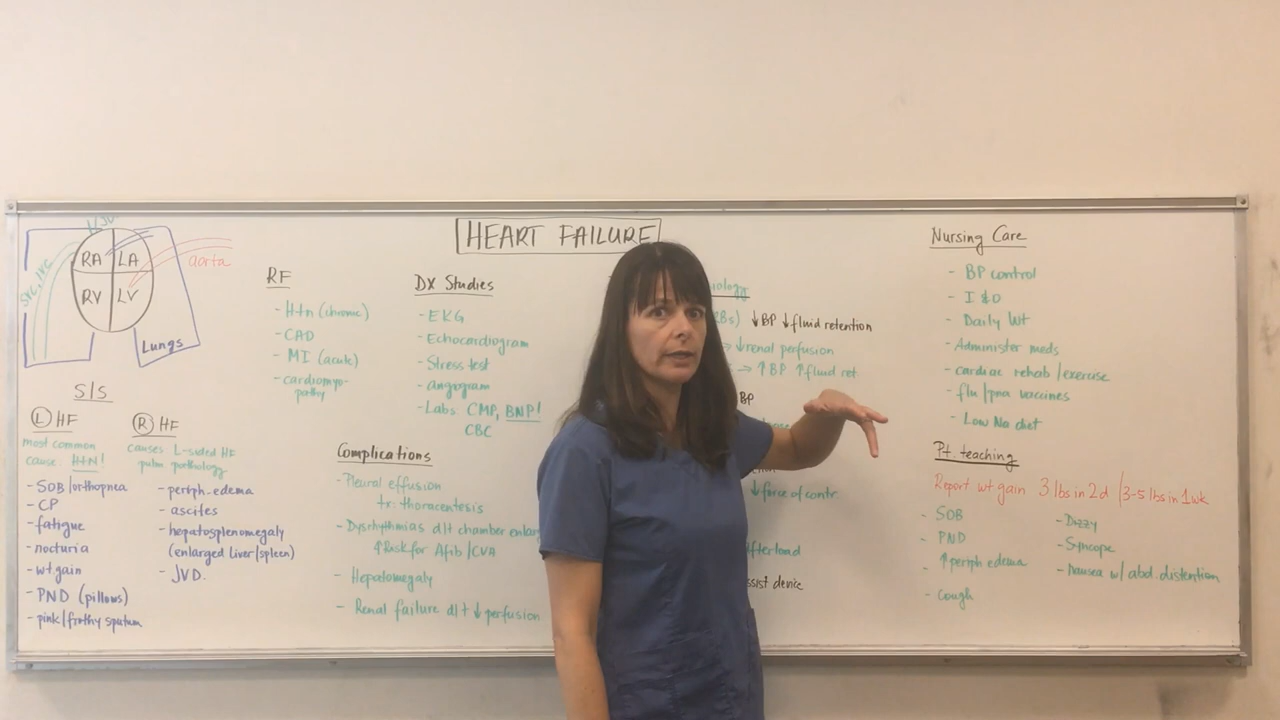 HEART FAILURE
RA LA
RV LV
SVC, IVC
aorta
Lungs
S/S
L HF
most common
cause: HTN!
- SOB/orthopnea
- CP
- fatigue
- nocturia
- wt gain
- PND (pillows)
- pink/frothy sputum
R HF
causes L-sided HF
pulm pathology
- periph. edema
- ascites
- hepatosplenomegaly
(enlarged liver/spleen)
- JVD.
RF
- Htn (chronic)
- CAD
- MI (acute)
- cardiomyo-
pathy
DX Studies
- EKG
- Echocardiogram
- Stress test
- angiogram
- Labs: CMP, BNP!
CBC
Complications
- Pleural effusion
tx: thoracentesis
- Dysrhythmias d/t chamber enlarg
↑Risk for Afib/CVA
- Hepatomegaly
- Renal failure d/t ↓ perfusion
iology
Bs) ↓BP ↓fluid retention
→ ↓renal perfusion
→ ↑BP ↑fluid ret.
BP
↓force of contr.
fterload
ssist device
Nursing Care
- BP control
- I & O
- Daily Wt
- Administer meds
- cardiac rehab/exercise
- flu/pna vaccines
- Low Na diet
Pt. teaching
Report wt gain 3 lbs in 2d /3-5 lbs in 1wk
- SOB
- PND
- ↑periph edema
- Cough
- Dizzy
- Syncope
- Nausea w/ abd. distention